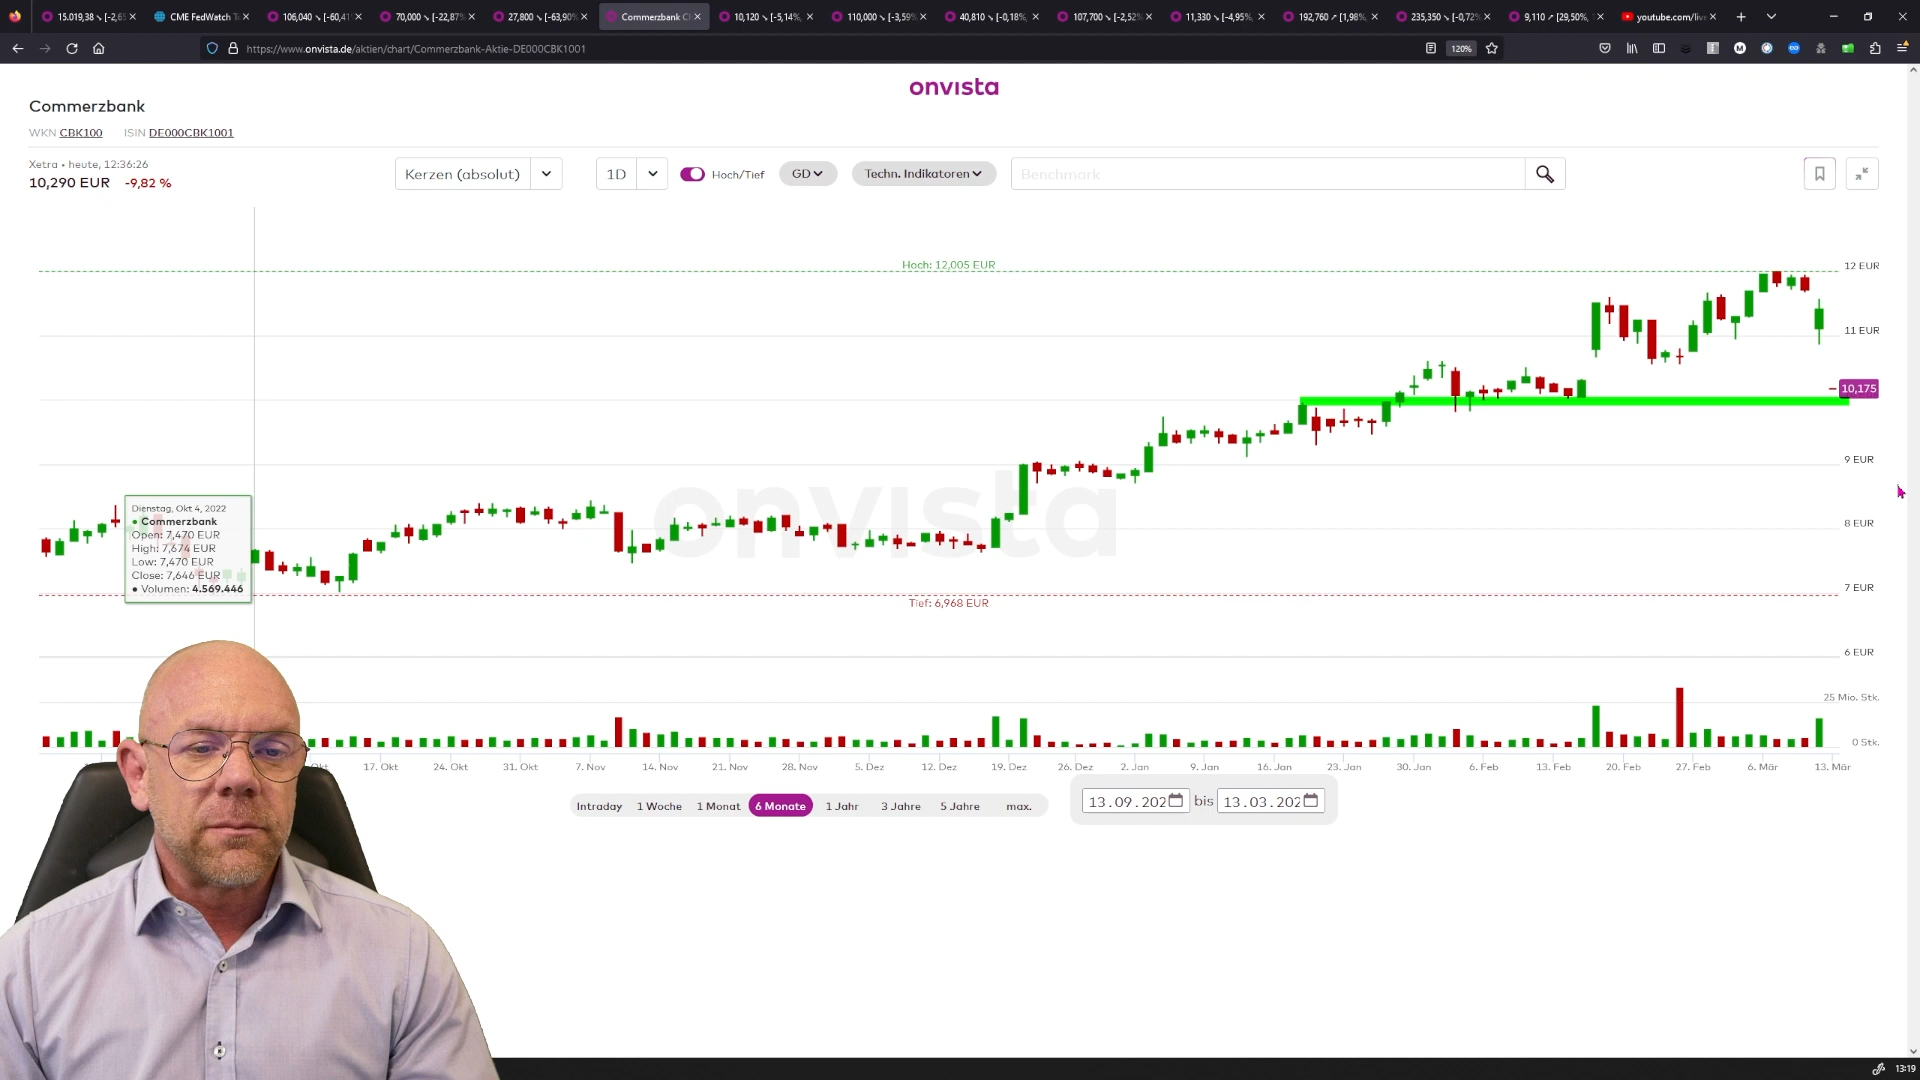 15.019,38 ↘ [-2,6
CME FedWatch T
106,040 ↘ [-60,41
70,000 ↘ [-22,87%
27,800 ↘ [-63,90%
Commerzbank C
10,120 ↘ [-5,14%,
110,000 ↘ [-3,59%
40,810 ↘ [-0,18%,
107,700 ↘ [-2,52%
11,330 ↘ [-4,95%,
192,760 ↗ [1,98%,
235,350 ↘ [-0,72%
9,110 ↗ [29,50%,
youtube.com/live
https://www.onvista.de/aktien/chart/Commerzbank-Aktie-DE000CBK1001
120%
onvista
Commerzbank
WKN CBK100 ISIN DE000CBK1001
Xetra • heute, 12:36:26
10,290 EUR -9,82 %
Kerzen (absolut)
1D
Hoch/Tief
GD
Techn. Indikatoren
Benchmark
Hoch: 12,005 EUR
12 EUR
11 EUR
10,175
9 EUR
8 EUR
7 EUR
6 EUR
onvista
Dienstag, Okt 4, 2022
• Commerzbank
Open: 7,470 EUR
High: 7,674 EUR
Low: 7,470 EUR
Close: 7,646 EUR
• Volumen: 4.569.446
Tief: 6,968 EUR
25 Mio. Stk.
0 Stk.
Okt
17. Okt
24. Okt
31. Okt
7. Nov
14. Nov
21. Nov
28. Nov
5. Dez
12. Dez
19. Dez
26. Dez
2. Jan
9. Jan
16. Jan
23. Jan
30. Jan
6. Feb
13. Feb
20. Feb
27. Feb
6. Mär
13. Mär
Intraday 1 Woche 1 Monat 6 Monate 1 Jahr 3 Jahre 5 Jahre max.
13.09.202 bis 13.03.202
13:19